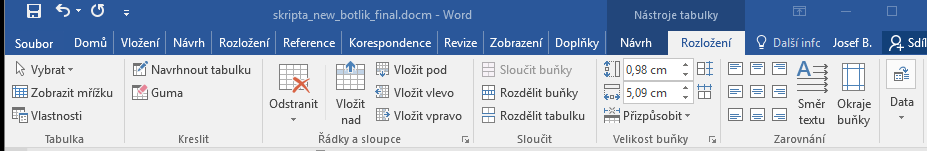 skripta_new_botlik_final.docm - Word
Nástroje tabulky
Soubor Domů Vložení Návrh Rozložení Reference Korespondence Revize Zobrazení Doplňky Návrh Rozložení Další infc Josef B. Sdíl
Vybrat
Zobrazit mřížku
Vlastnosti
Tabulka
Navrhnout tabulku
Guma
Kreslit
Odstranit
Vložit nad
Vložit pod
Vložit vlevo
Vložit vpravo
Řádky a sloupce
Sloučit buňky
Rozdělit buňky
Rozdělit tabulku
Sloučit
0,98 cm
5,09 cm
Přizpůsobit
Velikost buňky
Směr textu
Okraje buňky
Zarovnání
Data